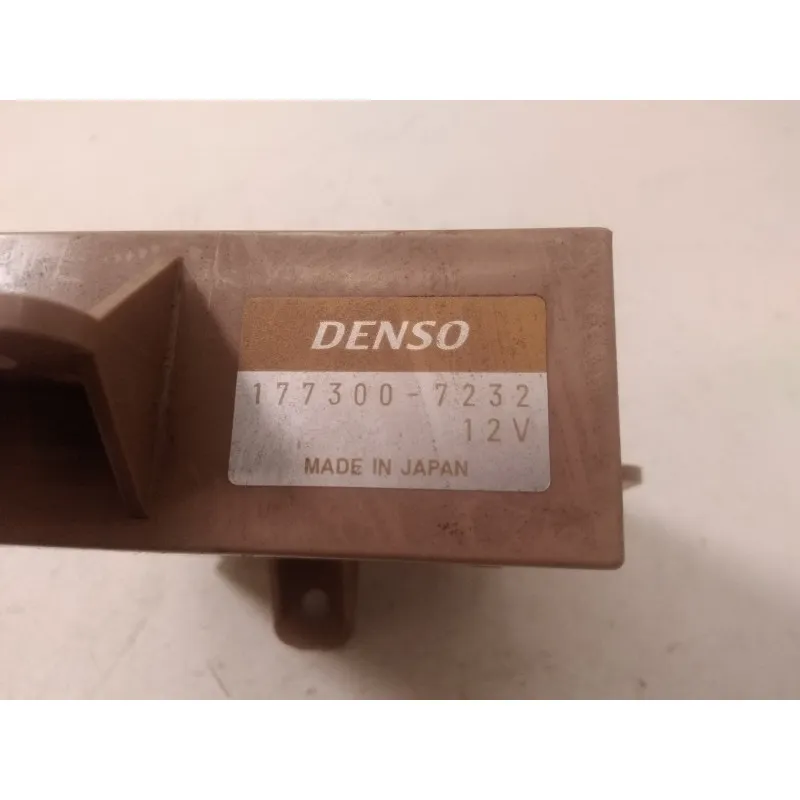 DENSO
177300-7232
12V
MADE IN JAPAN